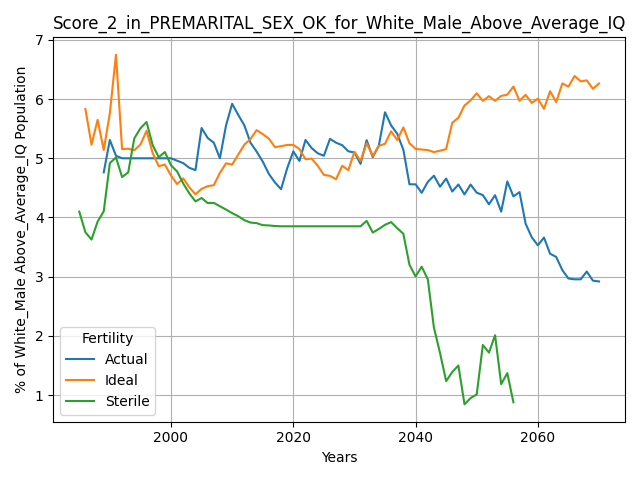 Score_2_in_PREMARITAL_SEX_OK_for_White_Male_Above_Average_IQ
% of White_Male Above_Average_IQ Population
7
6
5
4
3
2
1
Fertility
Actual
Ideal
Sterile
2000
2020
2040
2060
Years